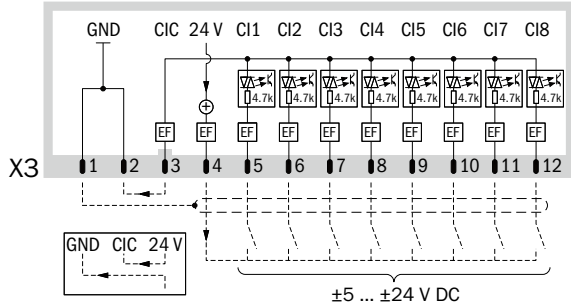 GND CIC 24 V CI1 CI2 CI3 CI4 CI5 CI6 CI7 CI8
4.7k 4.7k 4.7k 4.7k 4.7k 4.7k 4.7k 4.7k
EF EF EF EF EF EF EF EF EF EF
X3 1 2 3 4 5 6 7 8 9 10 11 12
GND CIC 24 V
±5 ... ±24 V DC